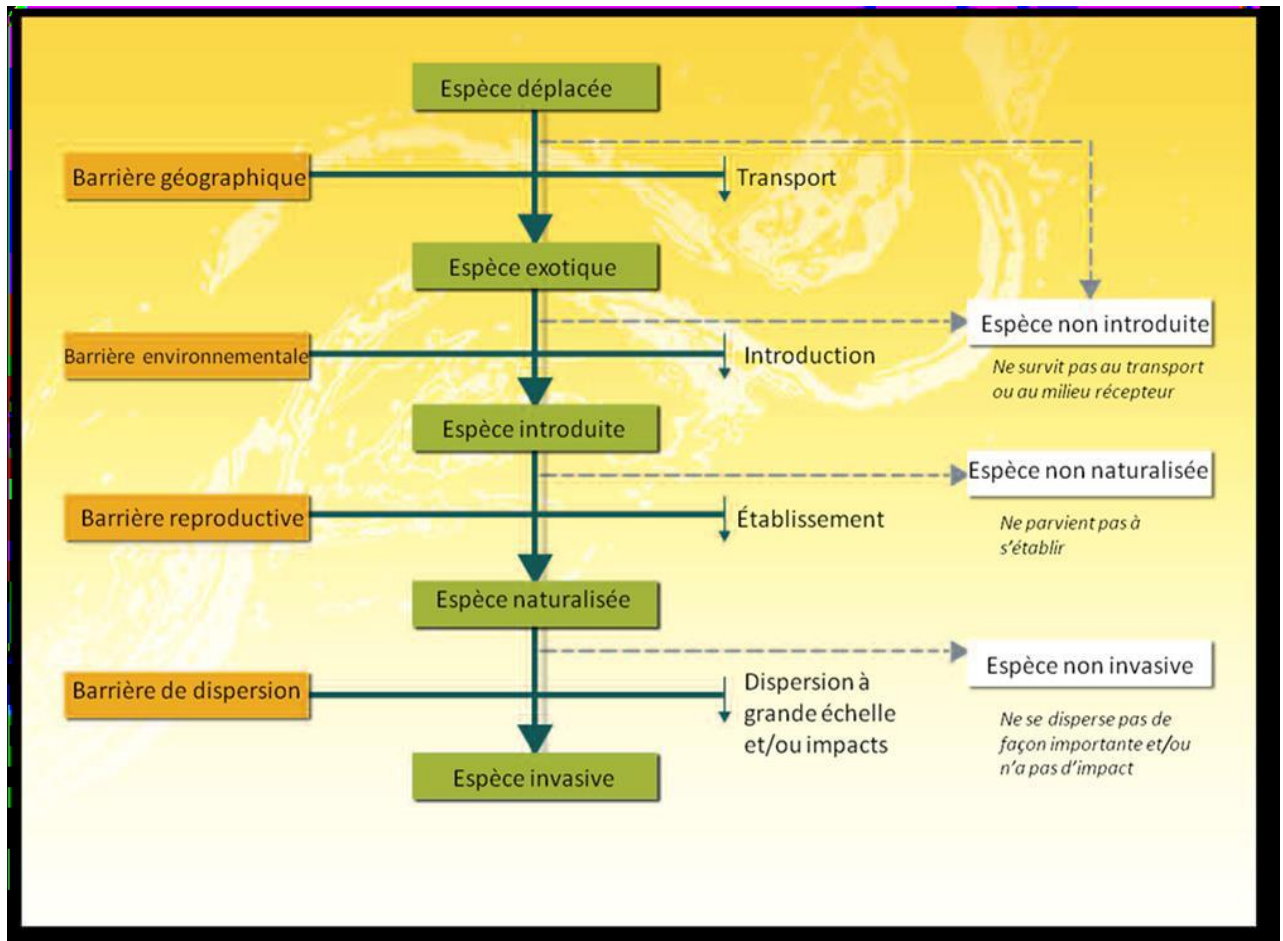 Espèce déplacée
Barrière géographique
Transport
Espèce exotique
Espèce non introduite
Ne survit pas au transport
ou au milieu récepteur
Barrière environnementale
Introduction
Espèce introduite
Espèce non naturalisée
Ne parvient pas à
s'établir
Barrière reproductive
Établissement
Espèce naturalisée
Espèce non invasive
Ne se disperse pas de
façon importante et/ou
n'a pas d'impact
Barrière de dispersion
Dispersion à
grande échelle
et/ou impacts
Espèce invasive